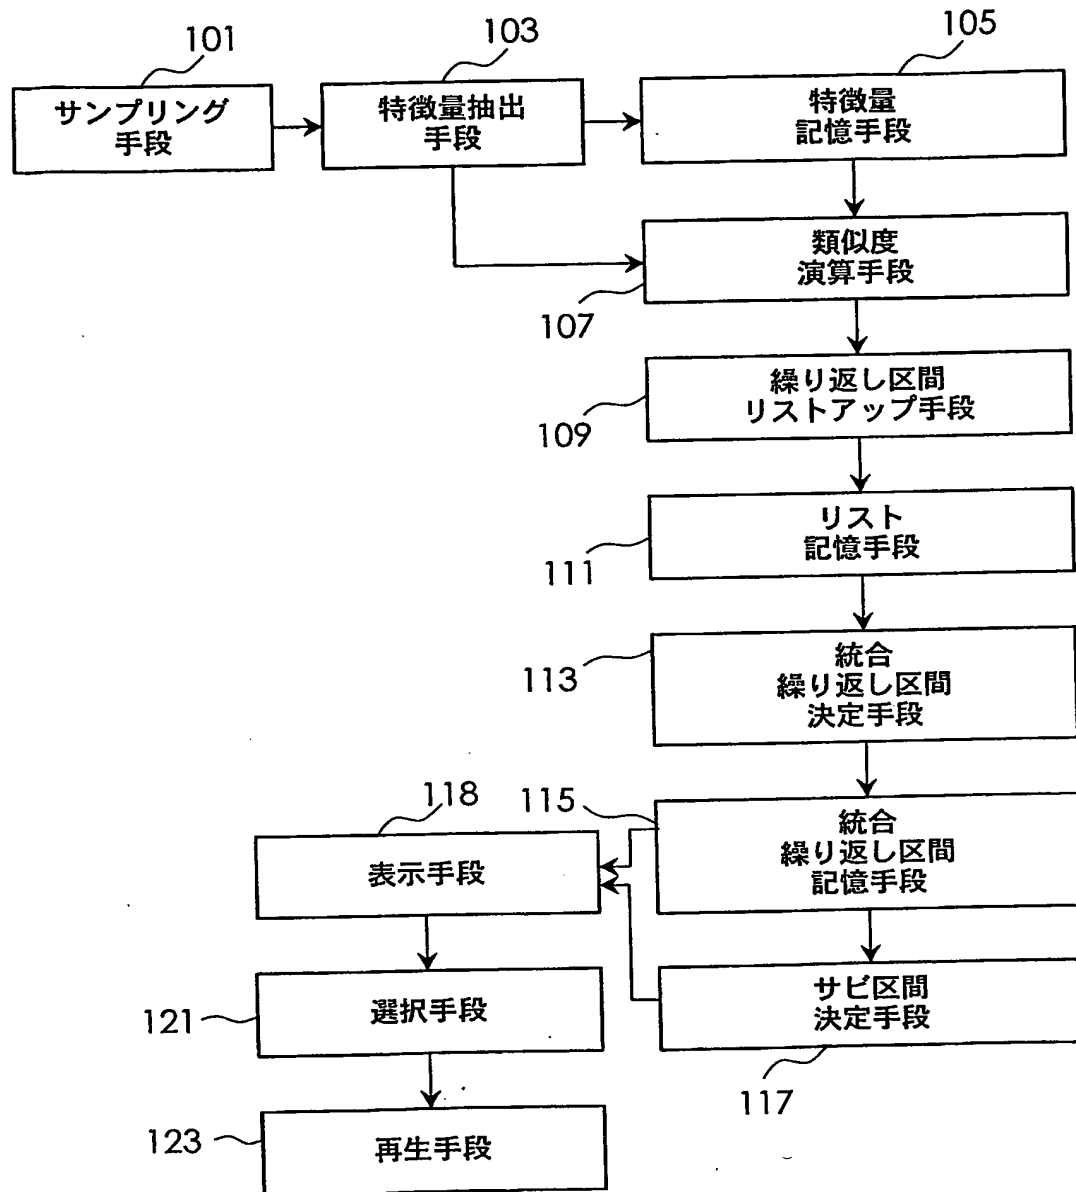 101
サンプリング
手段
103
特徴量抽出
手段
105
特徴量
記憶手段
類似度
演算手段
107
繰り返し区間
リストアップ手段
109
リスト
記憶手段
111
統合
繰り返し区間
決定手段
113
118
表示手段
115
統合
繰り返し区間
記憶手段
121
選択手段
サビ区間
決定手段
117
123
再生手段